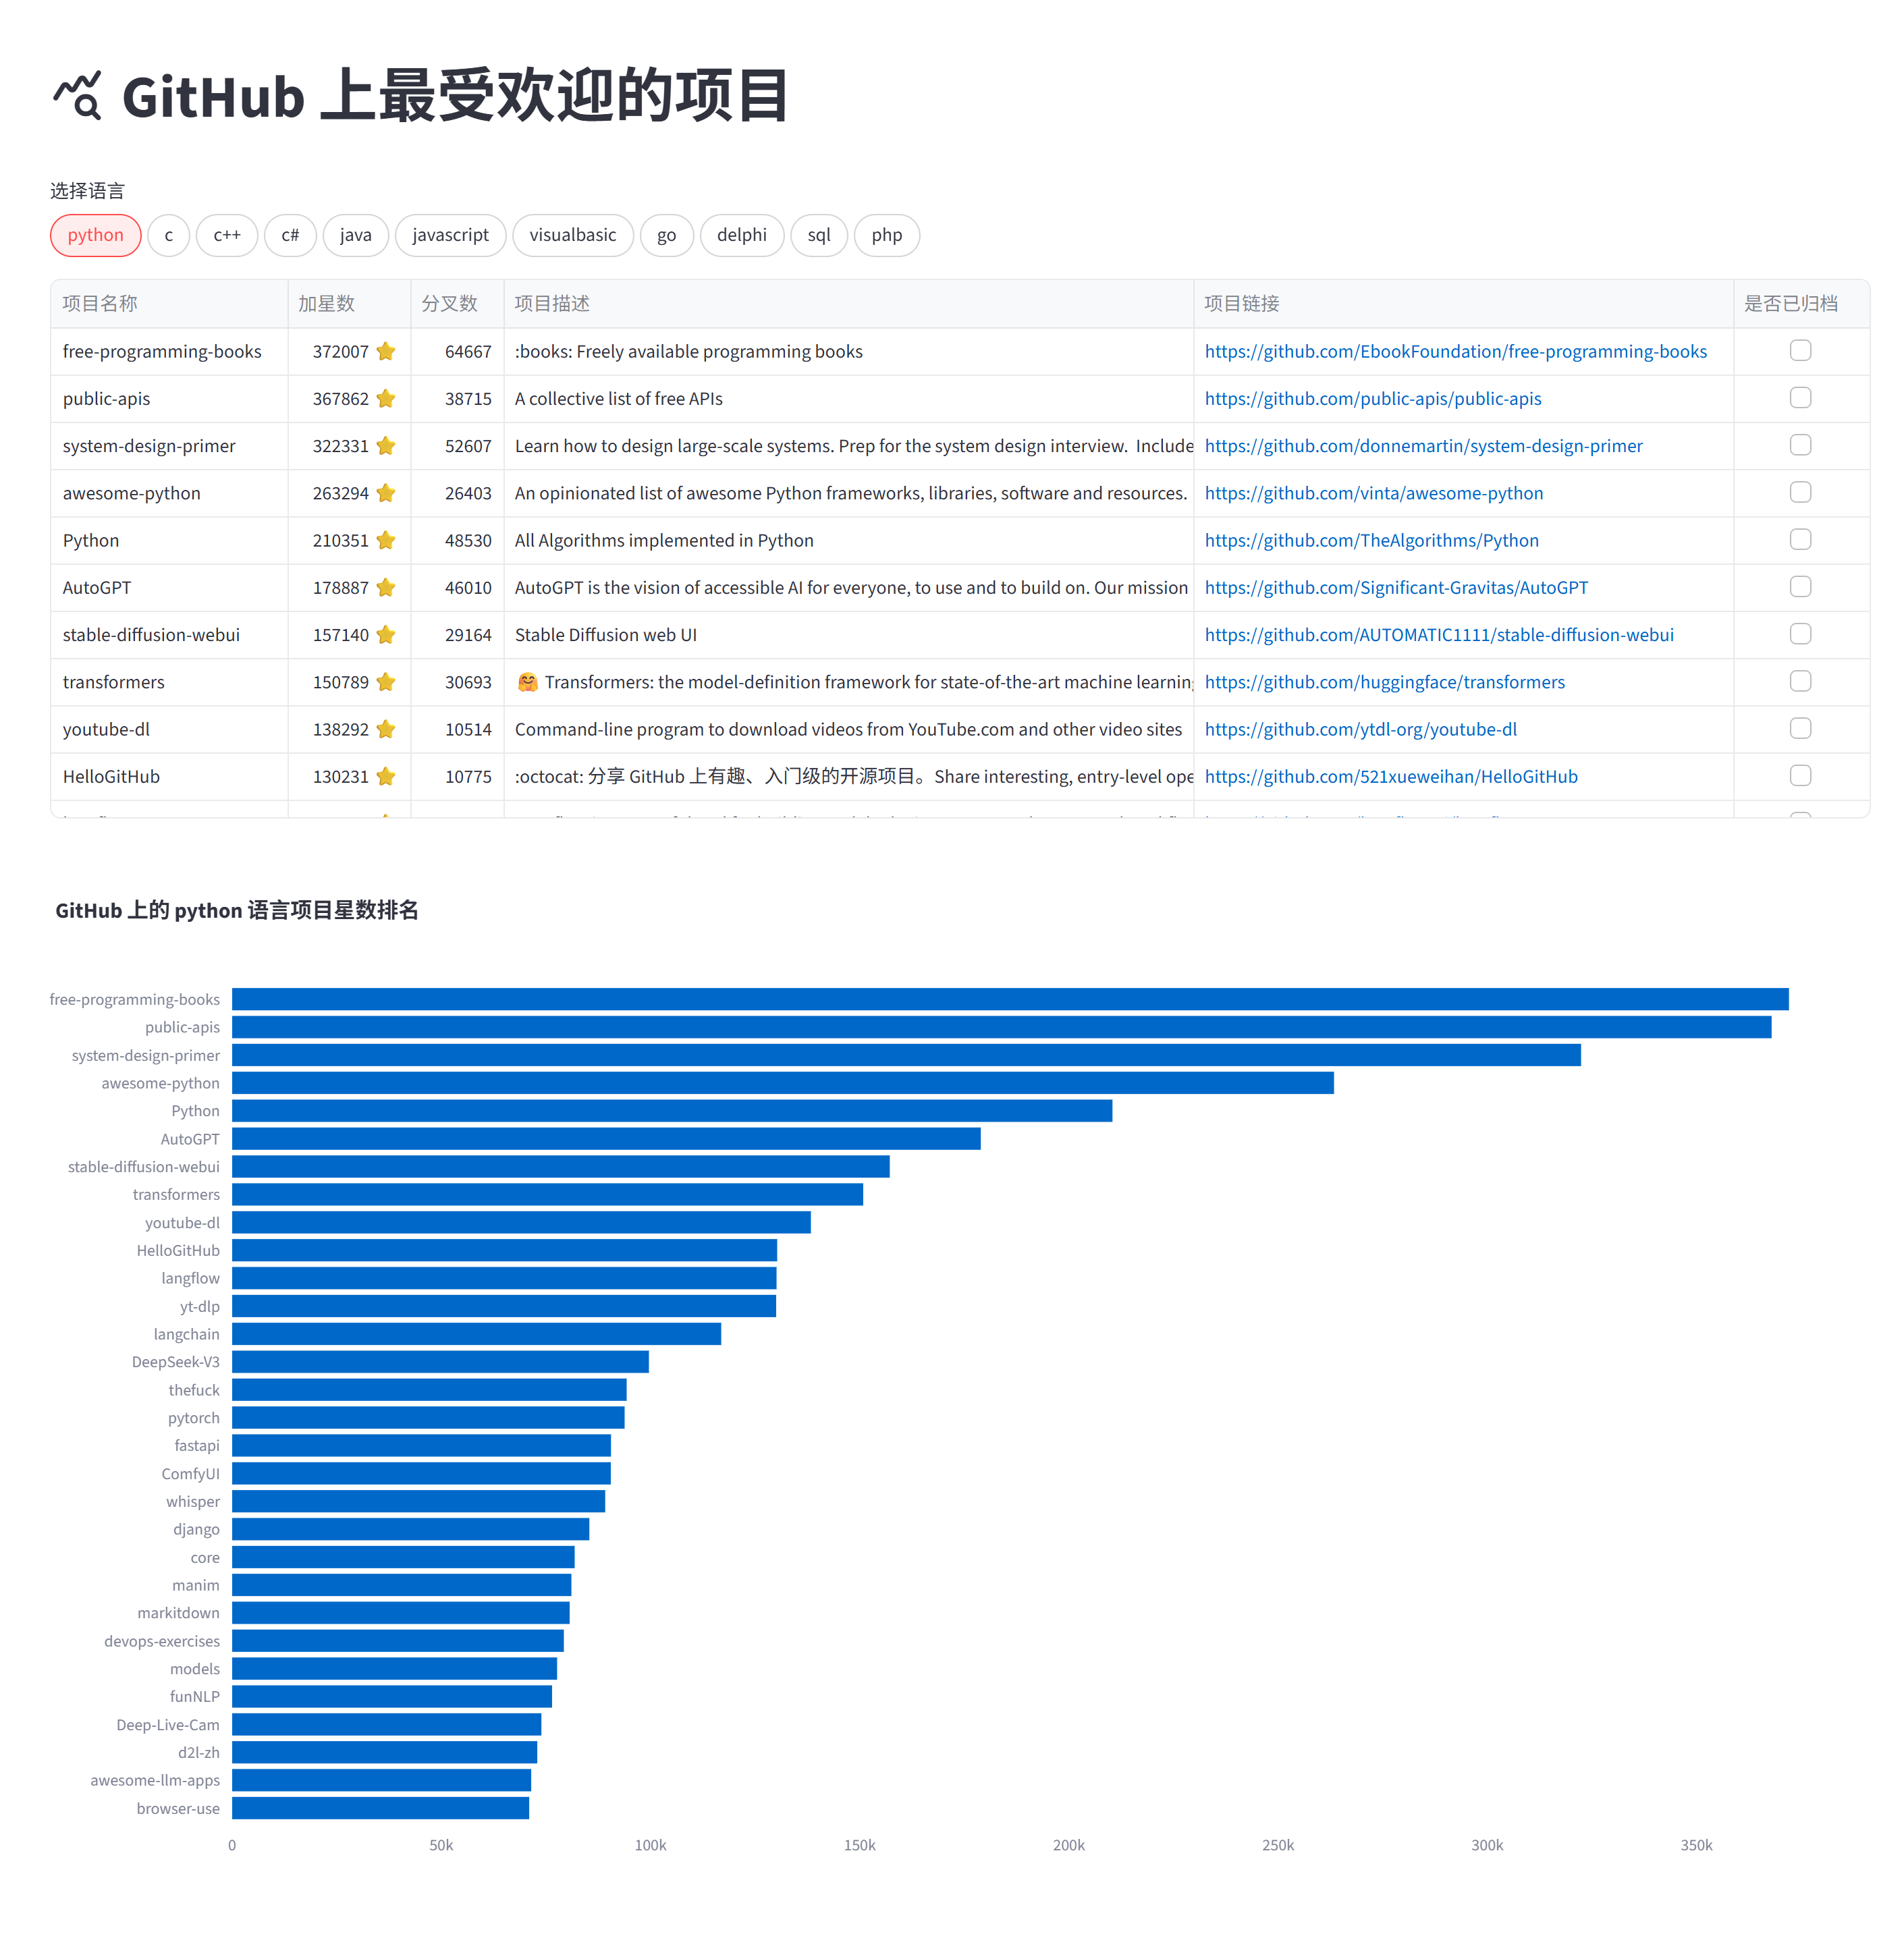 GitHub 上最受欢迎的项目
选择语言
python c c++ c# java javascript visualbasic go delphi sql php
项目名称 加星数 分叉数 项目描述 项目链接 是否已归档
free-programming-books 372007 ⭐ 64667 :books: Freely available programming books https://github.com/EbookFoundation/free-programming-books
public-apis 367862 ⭐ 38715 A collective list of free APIs https://github.com/public-apis/public-apis
system-design-primer 322331 ⭐ 52607 Learn how to design large-scale systems. Prep for the system design interview. Include https://github.com/donnemartin/system-design-primer
awesome-python 263294 ⭐ 26403 An opinionated list of awesome Python frameworks, libraries, software and resources. https://github.com/vinta/awesome-python
Python 210351 ⭐ 48530 All Algorithms implemented in Python https://github.com/TheAlgorithms/Python
AutoGPT 178887 ⭐ 46010 AutoGPT is the vision of accessible AI for everyone, to use and to build on. Our mission https://github.com/Significant-Gravitas/AutoGPT
stable-diffusion-webui 157140 ⭐ 29164 Stable Diffusion web UI https://github.com/AUTOMATIC1111/stable-diffusion-webui
transformers 150789 ⭐ 30693 🤗 Transformers: the model-definition framework for state-of-the-art machine learning https://github.com/huggingface/transformers
youtube-dl 138292 ⭐ 10514 Command-line program to download videos from YouTube.com and other video sites https://github.com/ytdl-org/youtube-dl
HelloGitHub 130231 ⭐ 10775 :octocat: 分享 GitHub 上有趣、入门级的开源项目。Share interesting, entry-level ope https://github.com/521xueweihan/HelloGitHub
GitHub 上的 python 语言项目星数排名
free-programming-books
public-apis
system-design-primer
awesome-python
Python
AutoGPT
stable-diffusion-webui
transformers
youtube-dl
HelloGitHub
langflow
yt-dlp
langchain
DeepSeek-V3
thefuck
pytorch
fastapi
ComfyUI
whisper
django
core
manim
markitdown
devops-exercises
models
funNLP
Deep-Live-Cam
d2l-zh
awesome-llm-apps
browser-use
0 50k 100k 150k 200k 250k 300k 350k